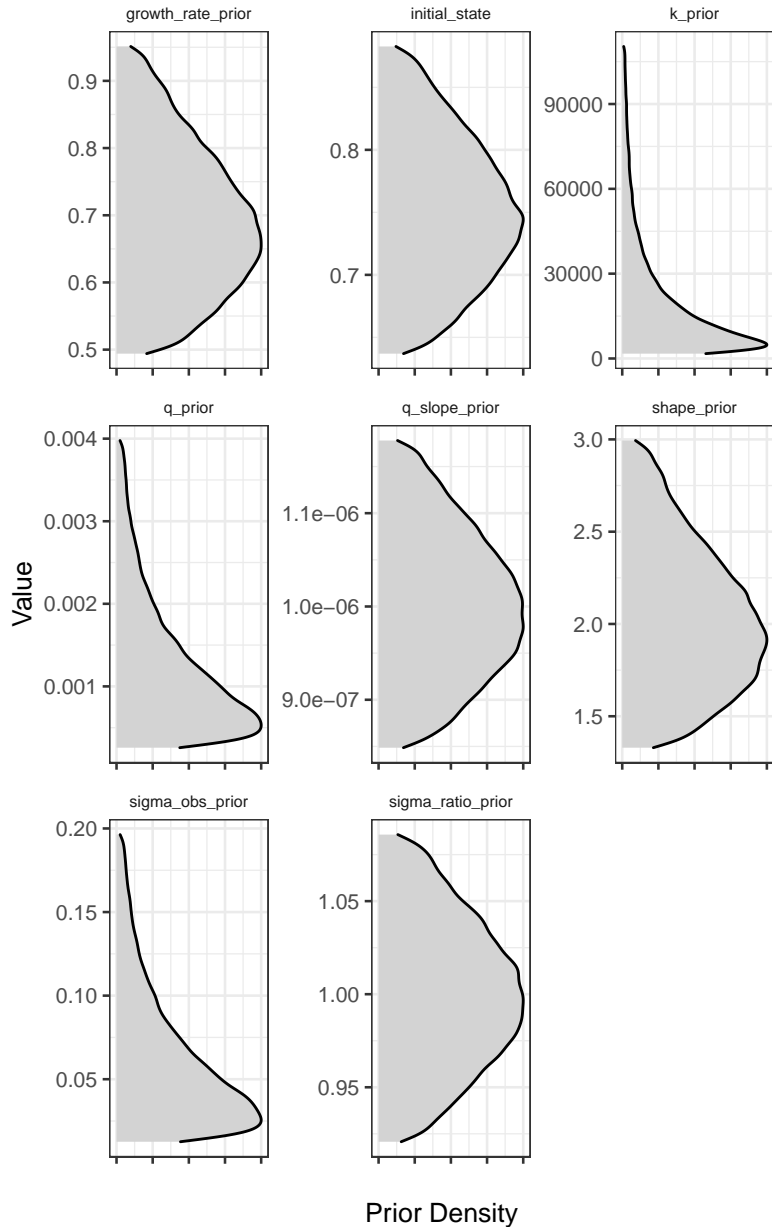 growth_rate_prior
initial_state
k_prior
0.9
0.8
0.7
0.6
0.5
0.8
0.7
90000
60000
30000
0
q_prior
q_slope_prior
shape_prior
0.004
0.003
0.002
0.001
1.1e−06
1.0e−06
9.0e−07
3.0
2.5
2.0
1.5
Value
sigma_obs_prior
sigma_ratio_prior
0.20
0.15
0.10
0.05
1.05
1.00
0.95
Prior Density